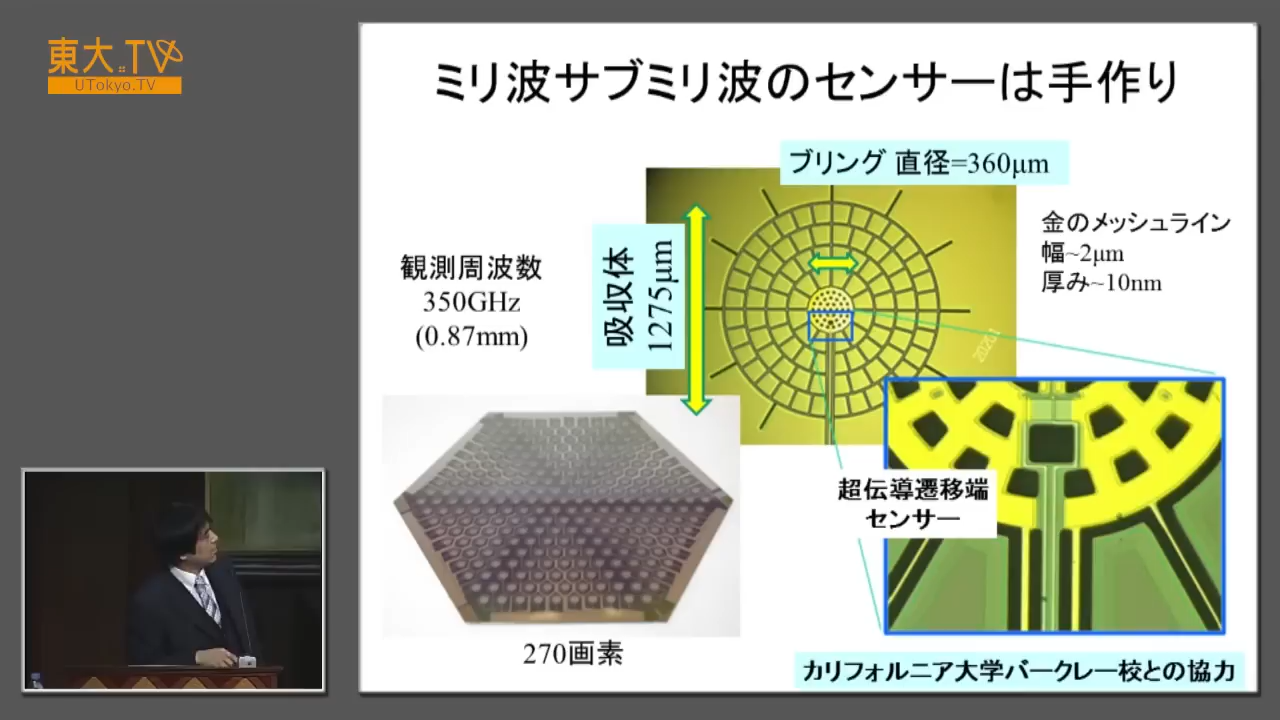 東大.TV
UTokyo.TV
ミリ波サブミリ波のセンサーは手作り
ブリング 直径=360μm
金のメッシュライン
幅~2μm
厚み~10nm
観測周波数
350GHz
(0.87mm)
吸収体
1275μm
超伝導遷移端
センサー
270画素
カリフォルニア大学バークレー校との協力